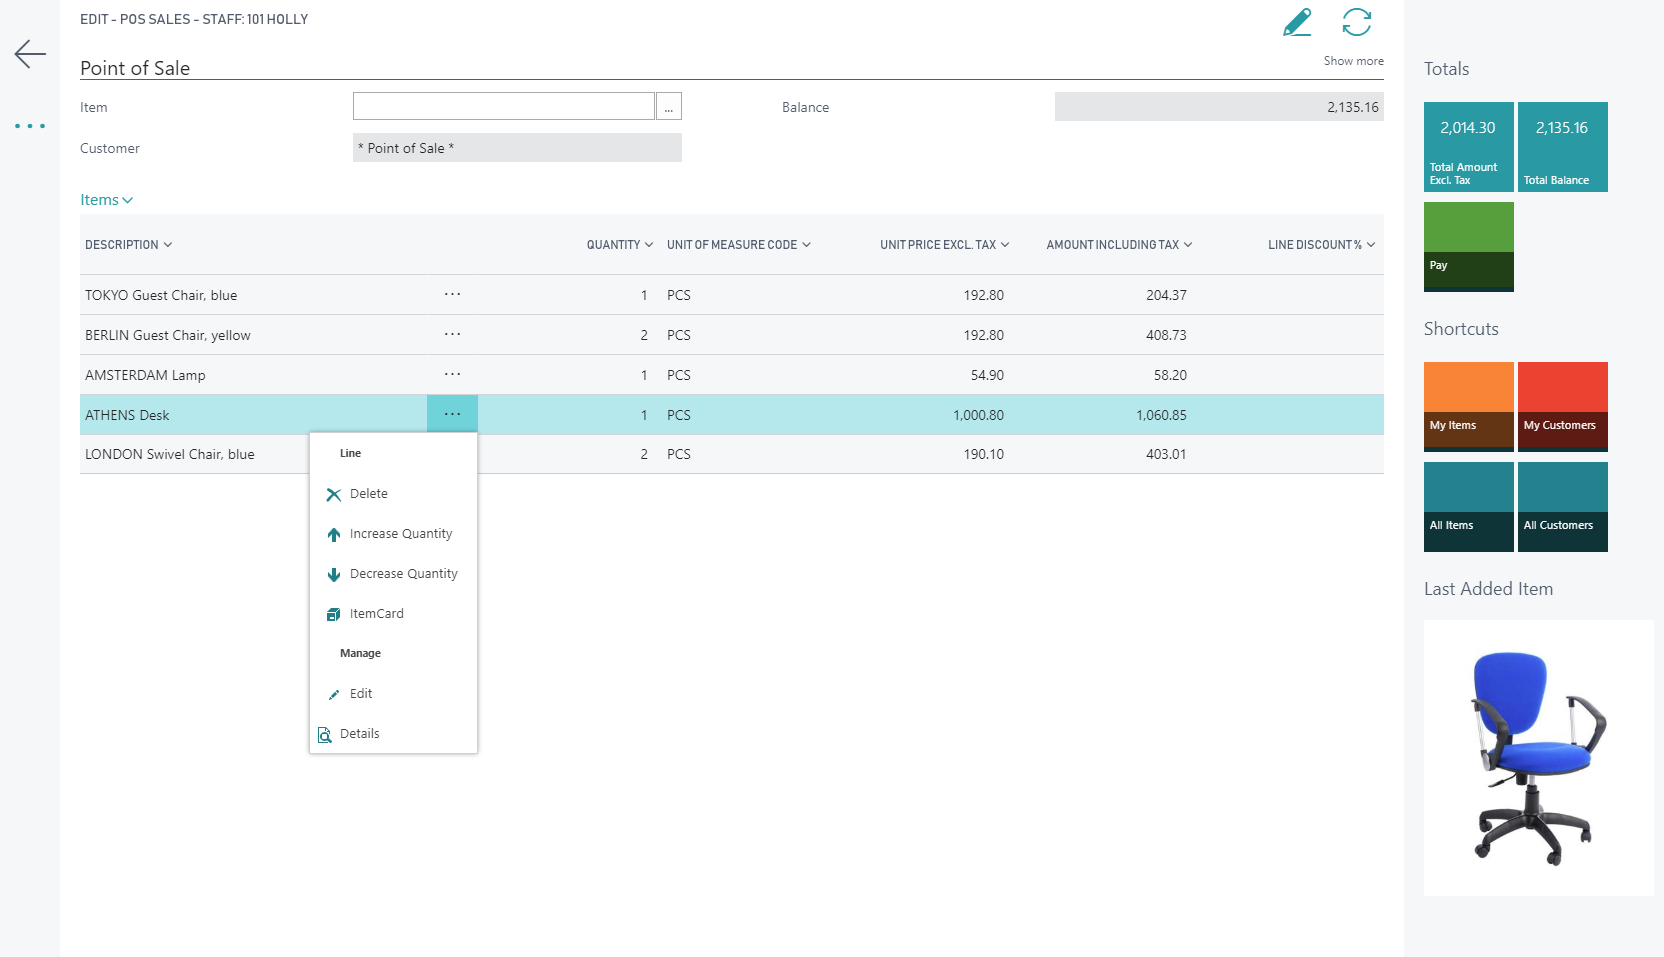 EDIT - POS SALES - STAFF: 101 HOLLY
Point of Sale
Show more
Item
...
Balance
2,135.16
Customer
* Point of Sale *
Items
DESCRIPTION QUANTITY UNIT OF MEASURE CODE UNIT PRICE EXCL. TAX AMOUNT INCLUDING TAX LINE DISCOUNT %
TOKYO Guest Chair, blue ... 1 PCS 192.80 204.37
BERLIN Guest Chair, yellow ... 2 PCS 192.80 408.73
AMSTERDAM Lamp ... 1 PCS 54.90 58.20
ATHENS Desk ... 1 PCS 1,000.80 1,060.85
LONDON Swivel Chair, blue 2 PCS 190.10 403.01
Line
Delete
Increase Quantity
Decrease Quantity
ItemCard
Manage
Edit
Details
Totals
2,014.30
Total Amount
Excl. Tax
2,135.16
Total Balance
Pay
Shortcuts
My Items
My Customers
All Items
All Customers
Last Added Item